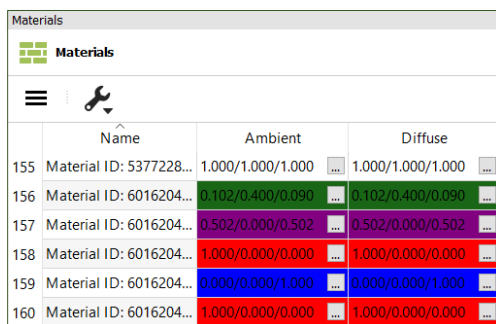 Materials
Materials
Name Ambient Diffuse
155 Material ID: 5377228... 1.000/1.000/1.000 ... 1.000/1.000/1.000 ...
156 Material ID: 6016204... 0.102/0.400/0.090 ... 0.102/0.400/0.090 ...
157 Material ID: 6016204... 0.502/0.000/0.502 ... 0.502/0.000/0.502 ...
158 Material ID: 6016204... 1.000/0.000/0.000 ... 1.000/0.000/0.000 ...
159 Material ID: 6016204... 0.000/0.000/1.000 ... 0.000/0.000/1.000 ...
160 Material ID: 6016204... 1.000/0.000/0.000 ... 1.000/0.000/0.000 ...